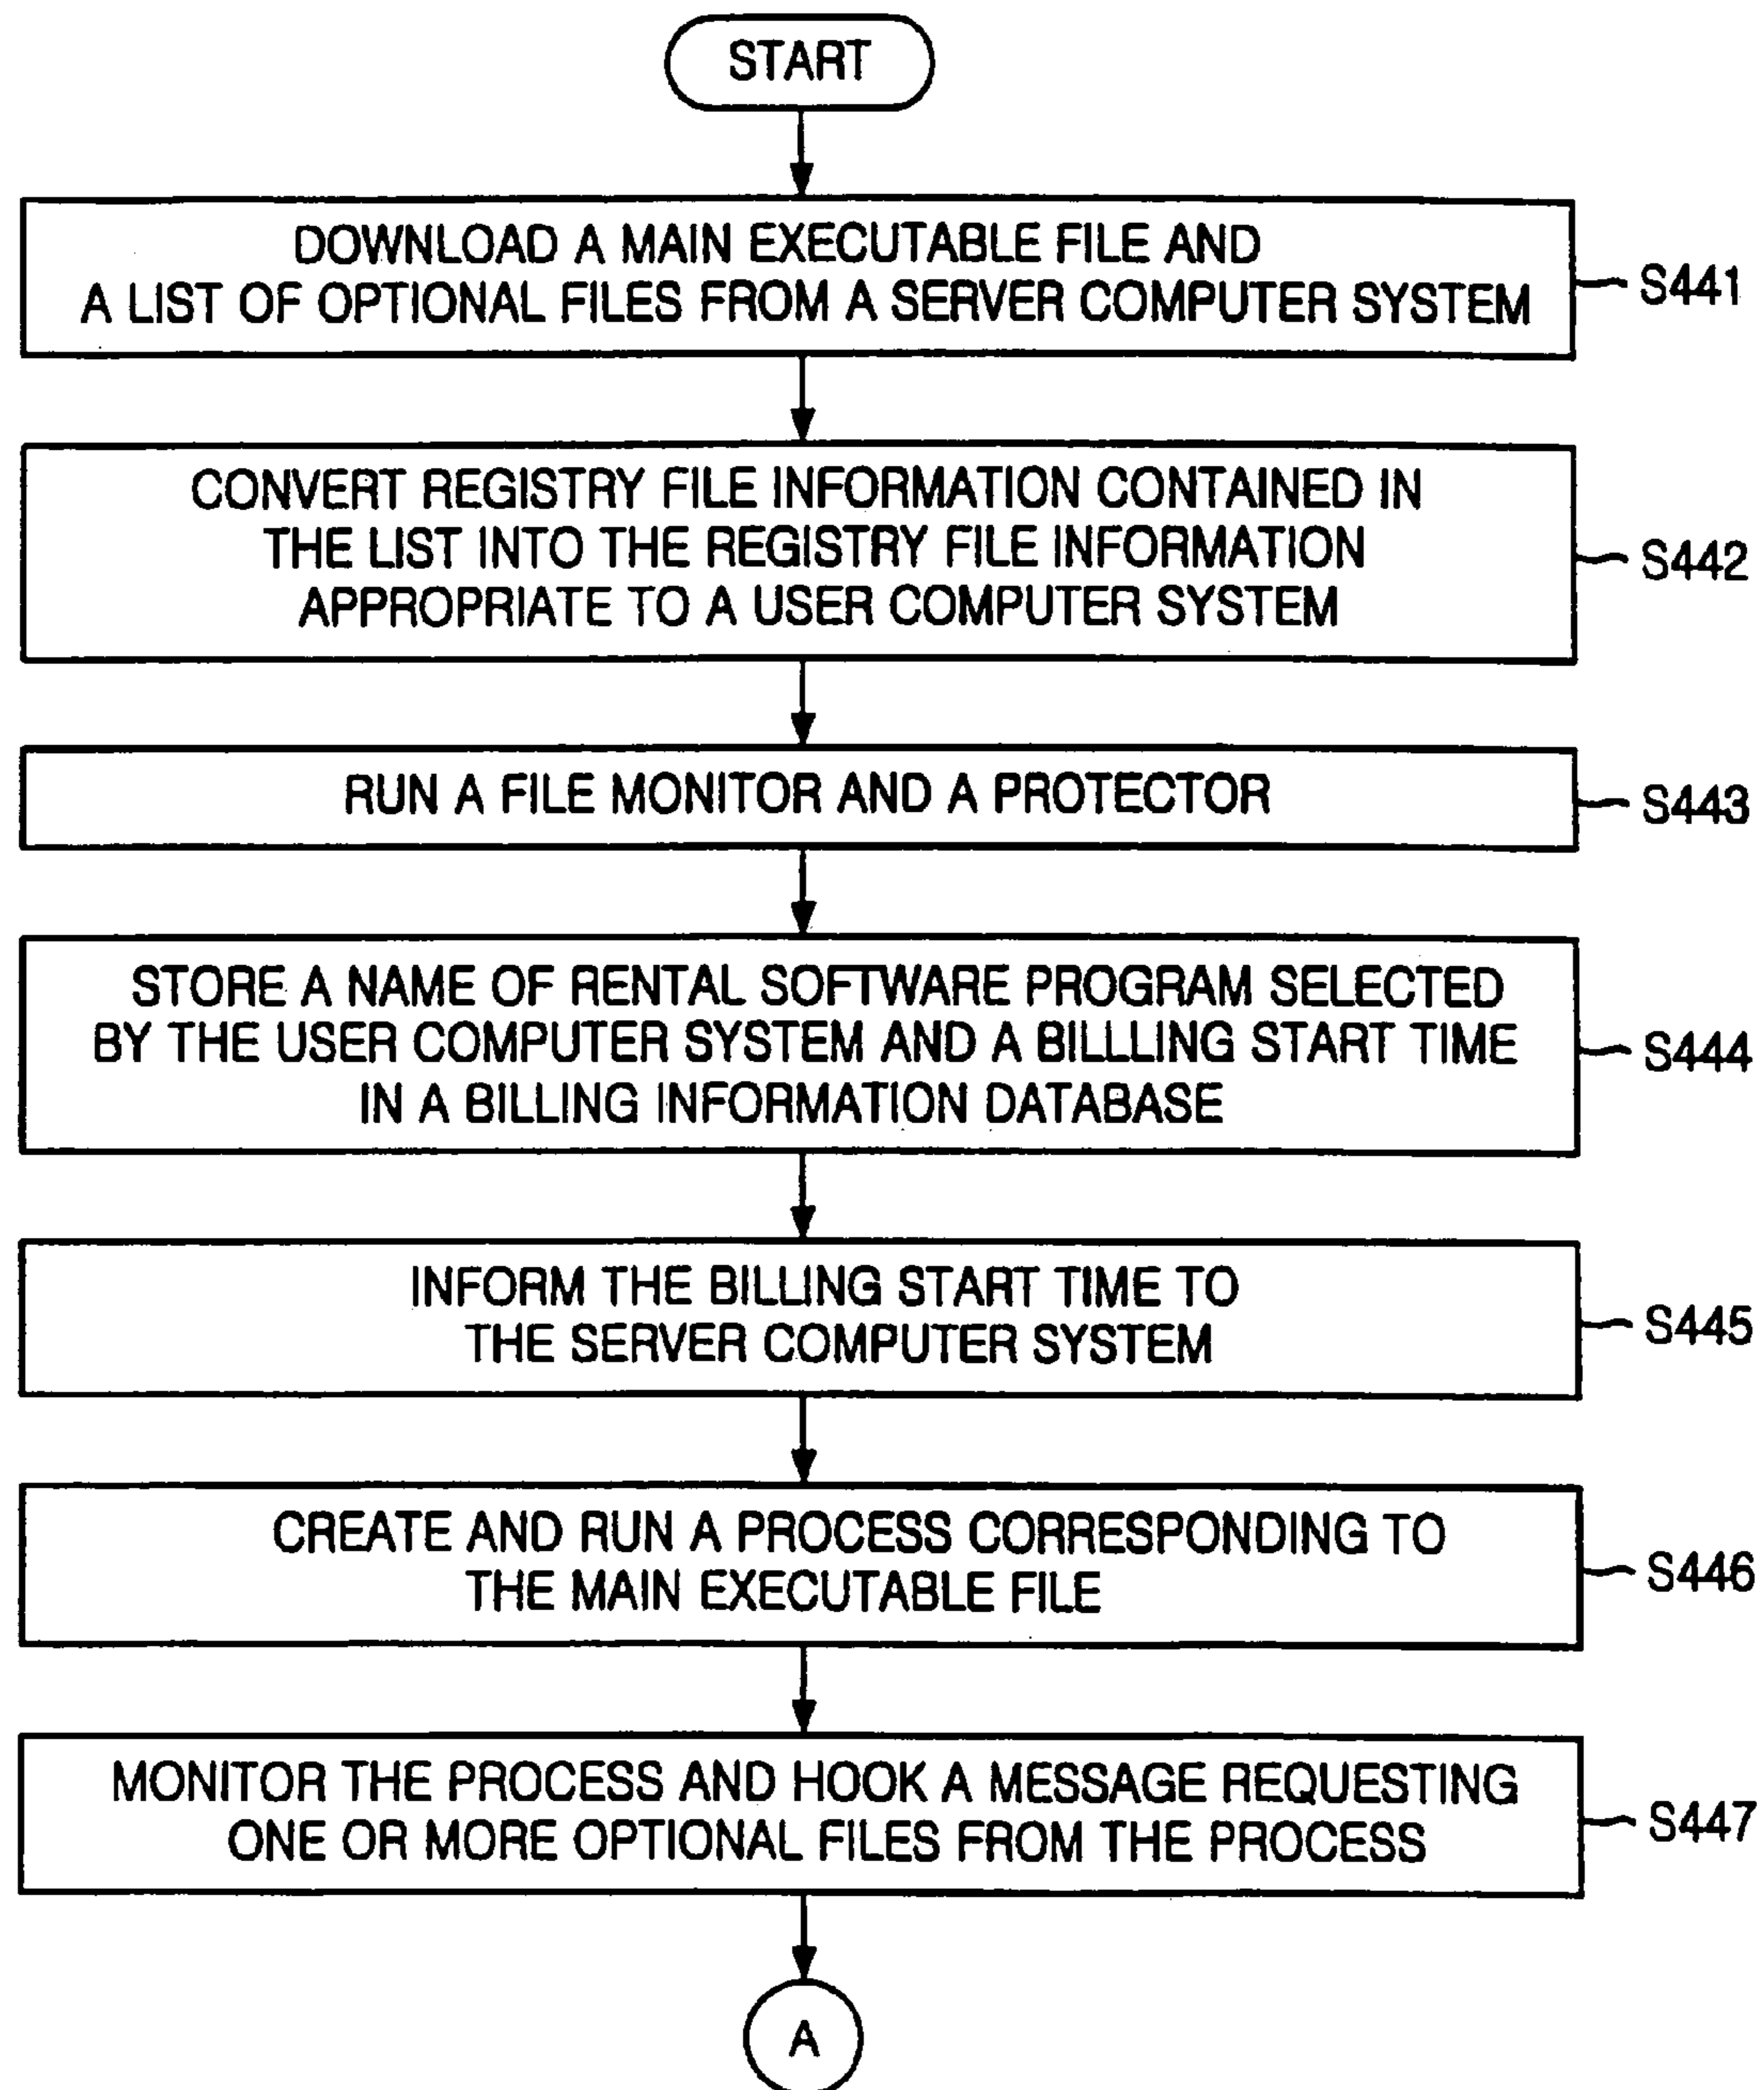 START
DOWNLOAD A MAIN EXECUTABLE FILE AND
A LIST OF OPTIONAL FILES FROM A SERVER COMPUTER SYSTEM
S441
CONVERT REGISTRY FILE INFORMATION CONTAINED IN
THE LIST INTO THE REGISTRY FILE INFORMATION
APPROPRIATE TO A USER COMPUTER SYSTEM
S442
RUN A FILE MONITOR AND A PROTECTOR
S443
STORE A NAME OF RENTAL SOFTWARE PROGRAM SELECTED
BY THE USER COMPUTER SYSTEM AND A BILLLING START TIME
IN A BILLING INFORMATION DATABASE
S444
INFORM THE BILLING START TIME TO
THE SERVER COMPUTER SYSTEM
S445
CREATE AND RUN A PROCESS CORRESPONDING TO
THE MAIN EXECUTABLE FILE
S446
MONITOR THE PROCESS AND HOOK A MESSAGE REQUESTING
ONE OR MORE OPTIONAL FILES FROM THE PROCESS
S447
A